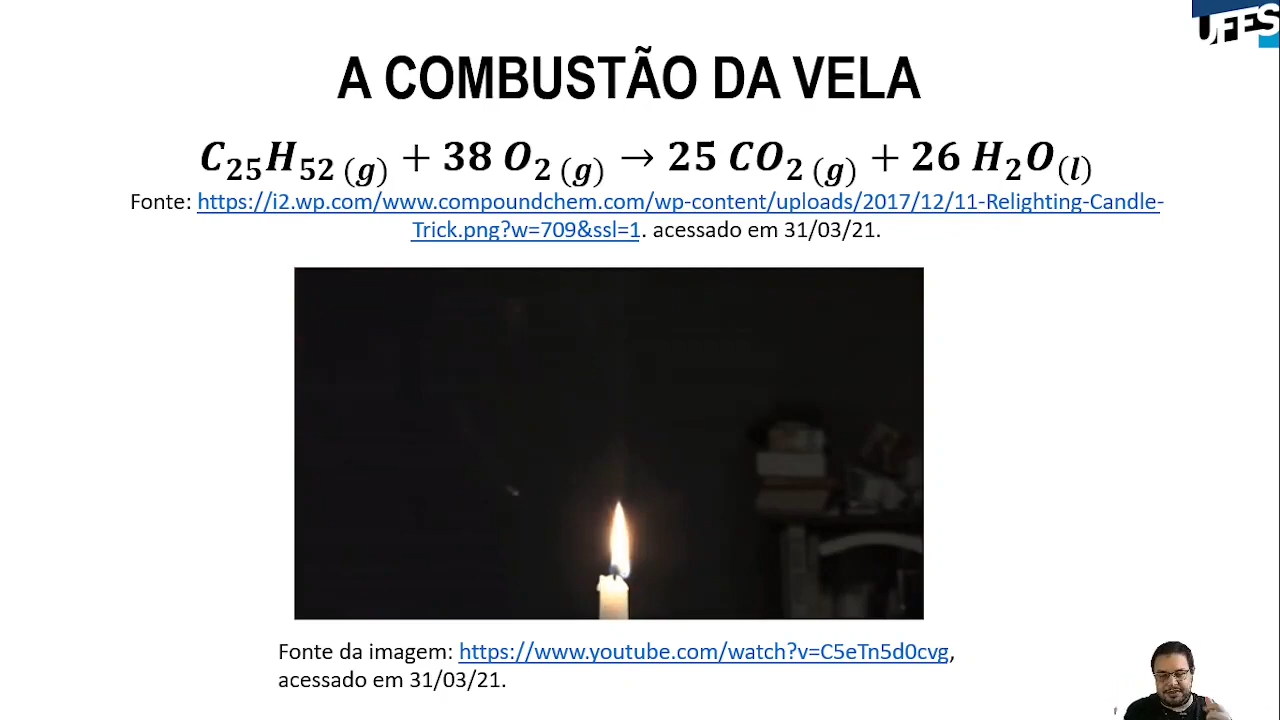 UFES
A COMBUSTÃO DA VELA
C₂₅H₅₂ (g) + 38 O₂ (g) → 25 CO₂ (g) + 26 H₂O(l)
Fonte: https://i2.wp.com/www.compoundchem.com/wp-content/uploads/2017/12/11-Relighting-Candle-
Trick.png?w=709&ssl=1. acessado em 31/03/21.
Fonte da imagem: https://www.youtube.com/watch?v=C5eTn5d0cvg,
acessado em 31/03/21.